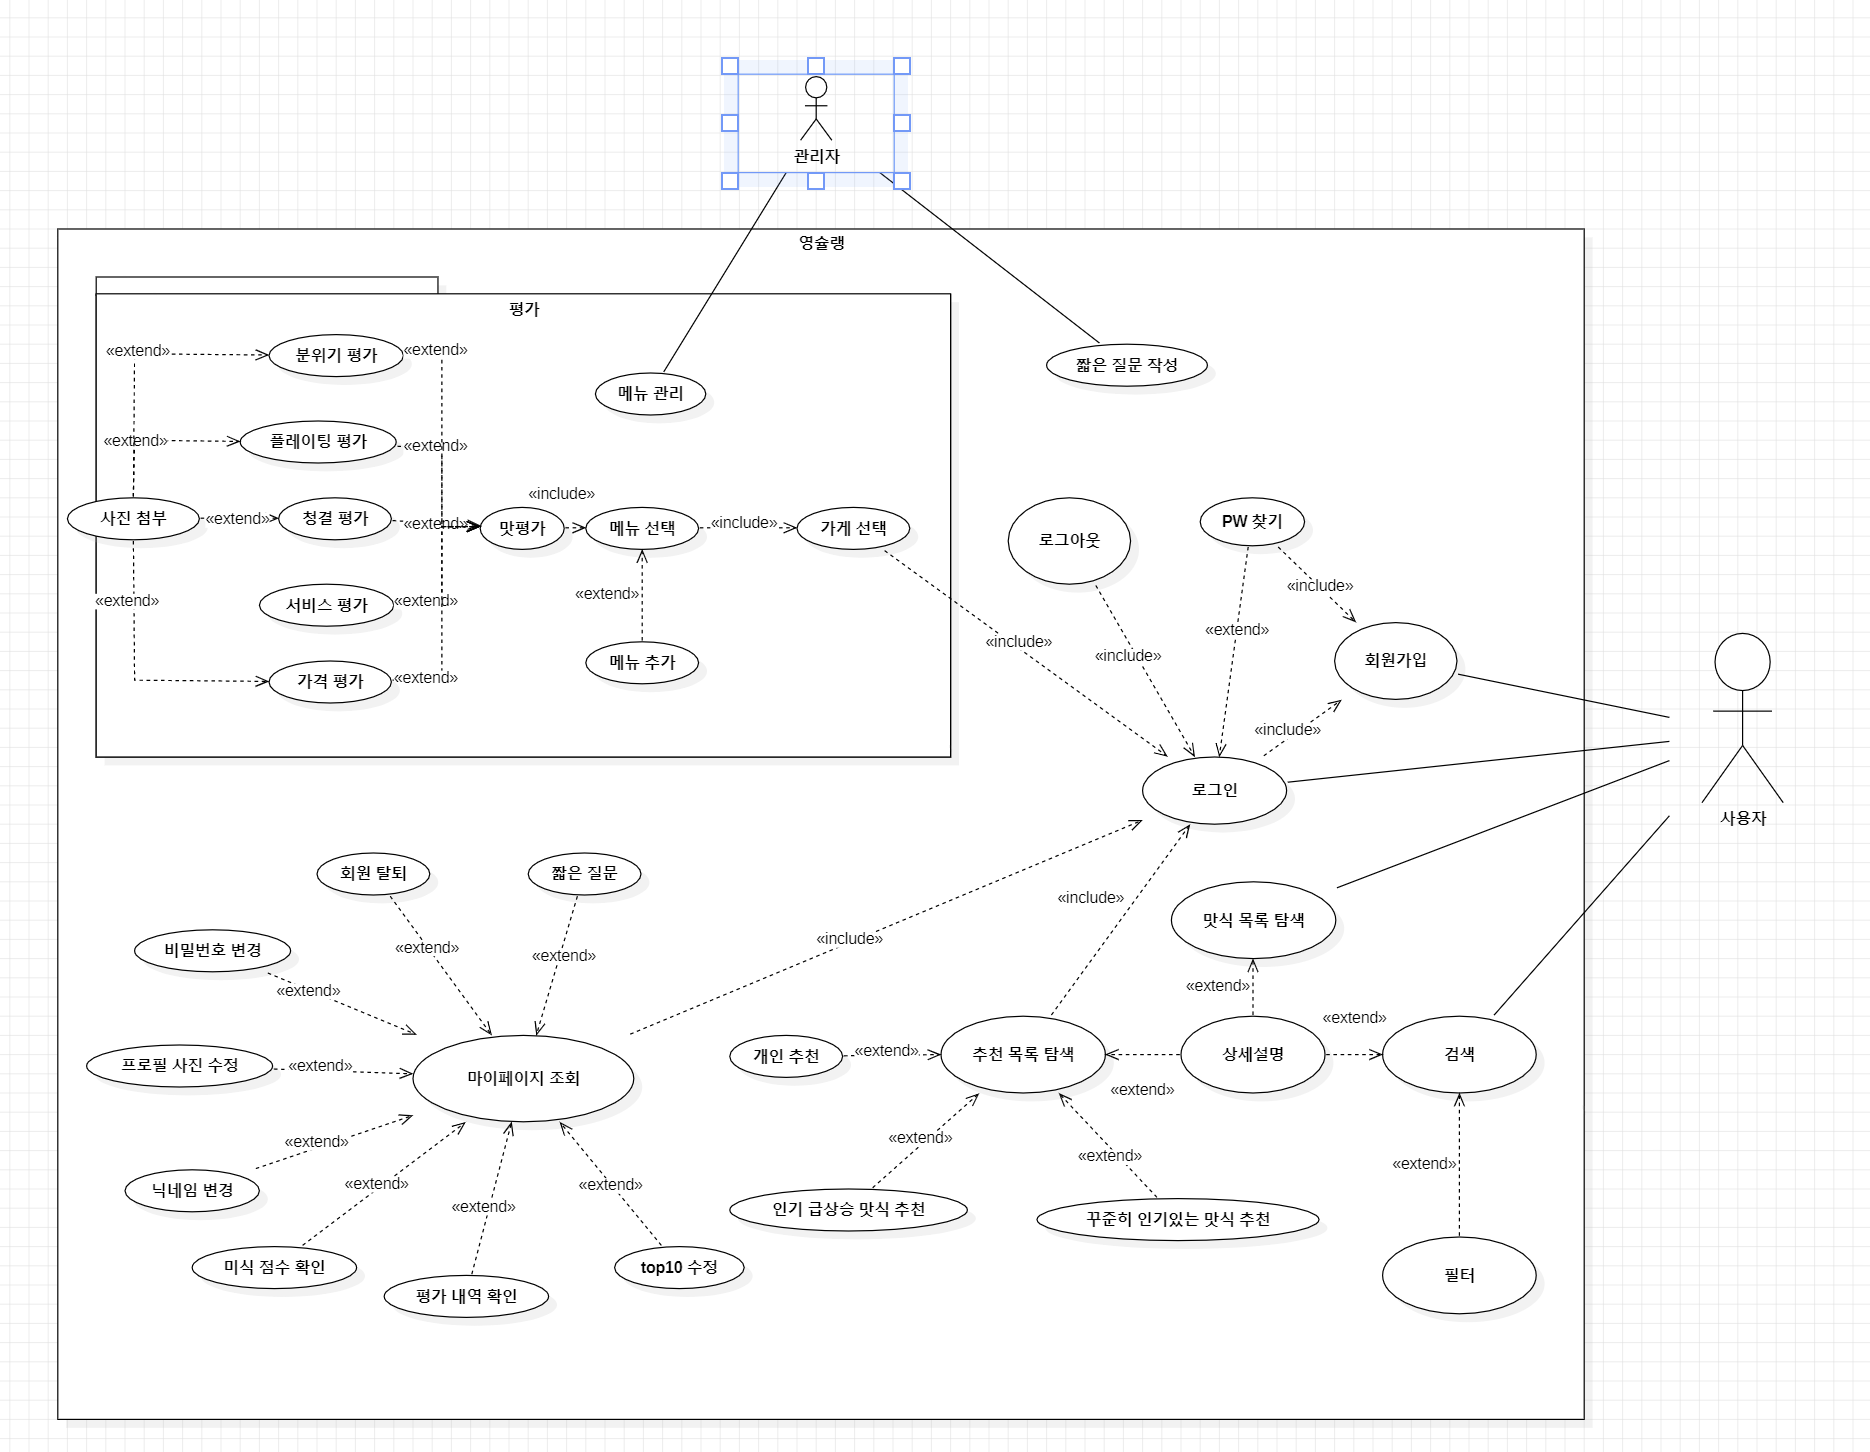 관리자
영슐랭
평가
«extend»
분위기 평가
«extend»
짧은 질문 작성
메뉴 관리
«extend»
플레이팅 평가
«extend»
«include»
사진 첨부
«extend»
청결 평가
«extend»
맛평가
메뉴 선택
«include»
가게 선택
로그아웃
PW 찾기
«include»
«extend»
서비스 평가
«extend»
«extend»
«include»
«include»
«extend»
회원가입
메뉴 추가
가격 평가
«extend»
«include»
로그인
사용자
회원 탈퇴
짧은 질문
«include»
맛식 목록 탐색
비밀번호 변경
«extend»
«extend»
«include»
«extend»
«extend»
«extend»
프로필 사진 수정
«extend»
마이페이지 조회
개인 추천
«extend»
추천 목록 탐색
상세설명
검색
«extend»
«extend»
«extend»
«extend»
«extend»
닉네임 변경
«extend»
«extend»
«extend»
인기 급상승 맛식 추천
꾸준히 인기있는 맛식 추천
미식 점수 확인
평가 내역 확인
top10 수정
필터